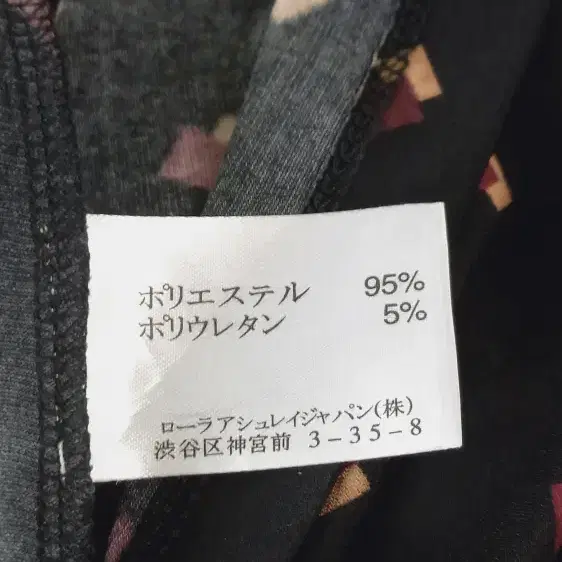 ポリエステル 95%
ポリウレタン 5%
ローラアシュレイジャパン(株)
渋谷区神宮前 3-35-8